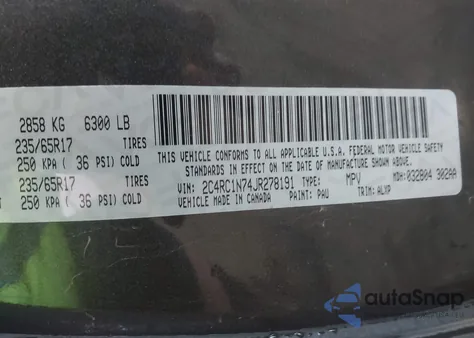 2858 KG 6300 LB
235/65R17 TIRES
250 KPA ( 36 PSI) COLD
235/65R17 TIRES
250 KPA ( 36 PSI) COLD
THIS VEHICLE CONFORMS TO ALL APPLICABLE U.S.A. FEDERAL MOTOR VEHICLE SAFETY
STANDARDS IN EFFECT ON THE DATE OF MANUFACTURE SHOWN ABOVE
VIN: 2C4RC1N74JR278191 TYPE: MPV MDH: 032804 302AA
VEHICLE MADE IN CANADA PAINT: PAU TRIM: ALXP
autoSnap